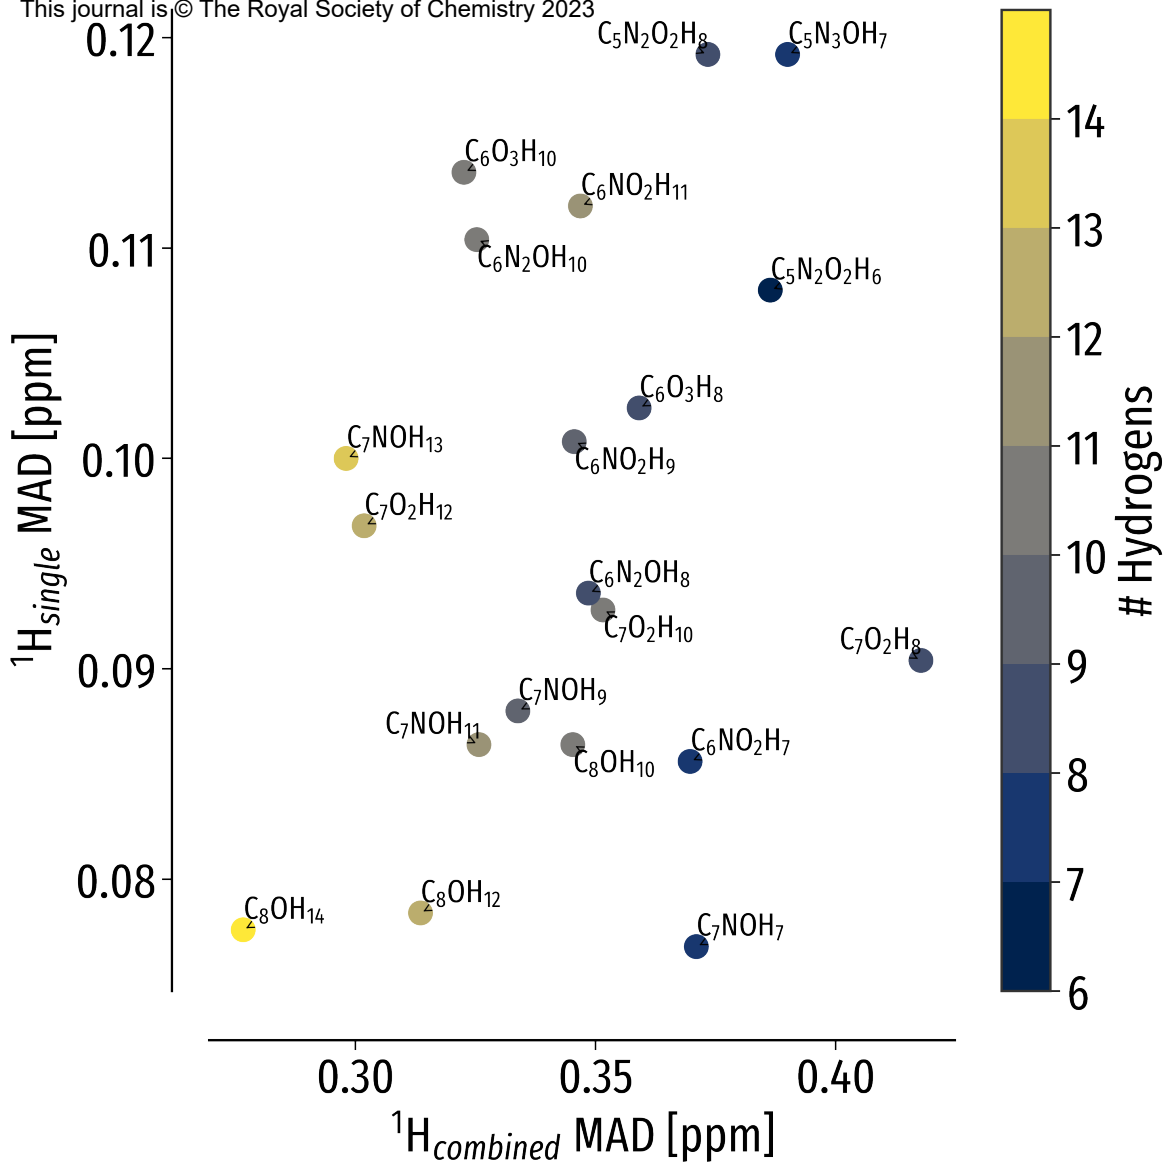 This journal is © The Royal Society of Chemistry 2023
0.12
0.11
0.10
0.09
0.08
¹H_single MAD [ppm]
C₅N₂O₂H₈
C₅N₃OH₇
C₆O₃H₁₀
C₆NO₂H₁₁
C₆N₂OH₁₀
C₅N₂O₂H₆
C₆O₃H₈
C₇NOH₁₃
C₆NO₂H₉
C₇O₂H₁₂
C₆N₂OH₈
C₇O₂H₁₀
C₇O₂H₈
C₇NOH₉
C₇NOH₁₁
C₆NO₂H₇
C₈OH₁₀
C₈OH₁₂
C₈OH₁₄
C₇NOH₇
0.30
0.35
0.40
¹H_combined MAD [ppm]
14
13
12
11
10
9
8
7
6
# Hydrogens